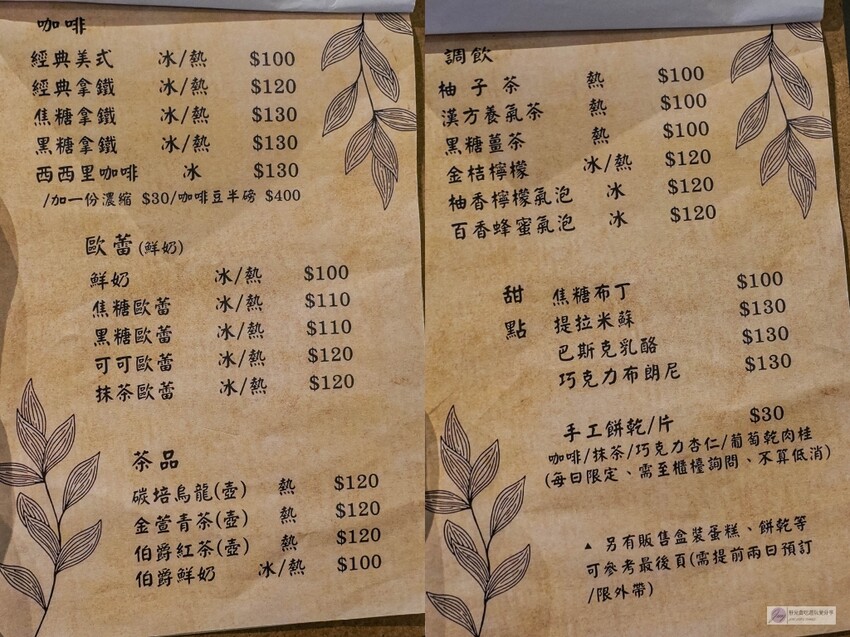 咖啡
經典美式 冰/熱 $100
經典拿鐵 冰/熱 $120
焦糖拿鐵 冰/熱 $130
黑糖拿鐵 冰/熱 $130
西西里咖啡 冰 $130
/加一份濃縮 $30/咖啡豆半磅 $400
歐蕾(鮮奶)
鮮奶 冰/熱 $100
焦糖歐蕾 冰/熱 $110
黑糖歐蕾 冰/熱 $110
可可歐蕾 冰/熱 $120
抹茶歐蕾 冰/熱 $120
茶品
碳培烏龍(壺) 熱 $120
金萱青茶(壺) 熱 $120
伯爵紅茶(壺) 熱 $120
伯爵鮮奶 冰/熱 $100
調飲
柚子茶 熱 $100
漢方養氣茶 熱 $100
黑糖薑茶 熱 $100
金桔檸檬 冰/熱 $120
柚香檸檬氣泡 冰 $120
百香蜂蜜氣泡 冰 $120
甜點
焦糖布丁 $100
提拉米蘇 $130
巴斯克乳酪 $130
巧克力布朗尼 $130
手工餅乾/片 $30
咖啡/抹茶/巧克力杏仁/葡萄乾肉桂
(每日限定、需至櫃檯詢問、不算低消)
▲ 另有販售盒裝蛋糕、餅乾等
可參考最後頁(需提前兩日預訂
/限外帶)